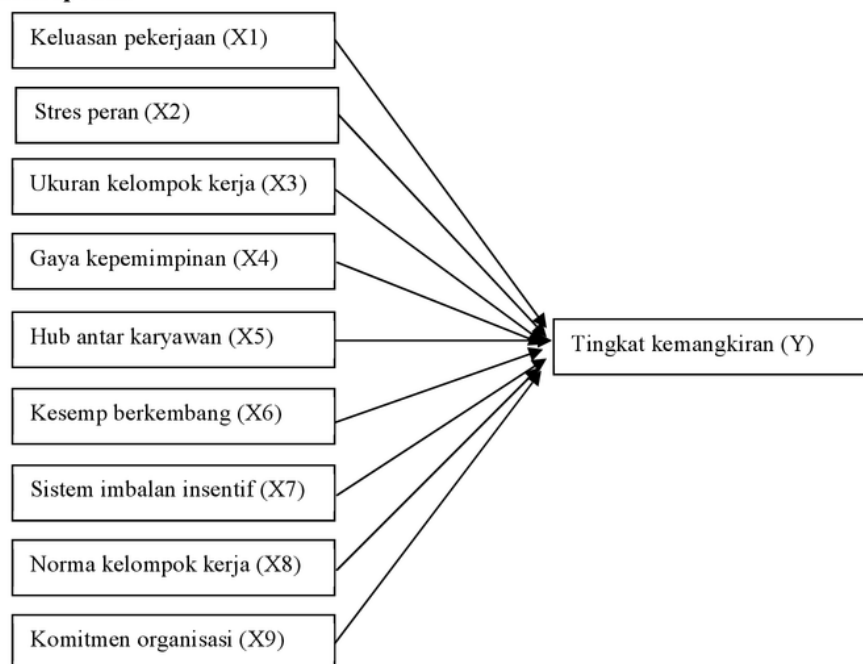 Keluasan pekerjaan (X1)
Stres peran (X2)
Ukuran kelompok kerja (X3)
Gaya kepemimpinan (X4)
Hub antar karyawan (X5)
Tingkat kemangkiran (Y)
Kesemp berkembang (X6)
Sistem imbalan insentif (X7)
Norma kelompok kerja (X8)
Komitmen organisasi (X9)